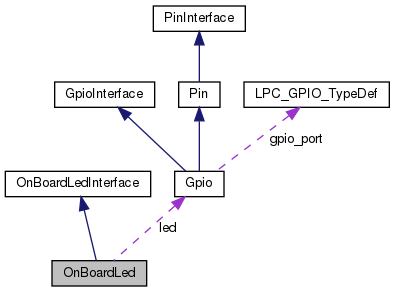 PinInterface
GpioInterface
Pin
LPC_GPIO_TypeDef
gpio_port
OnBoardLedInterface
Gpio
led
OnBoardLed